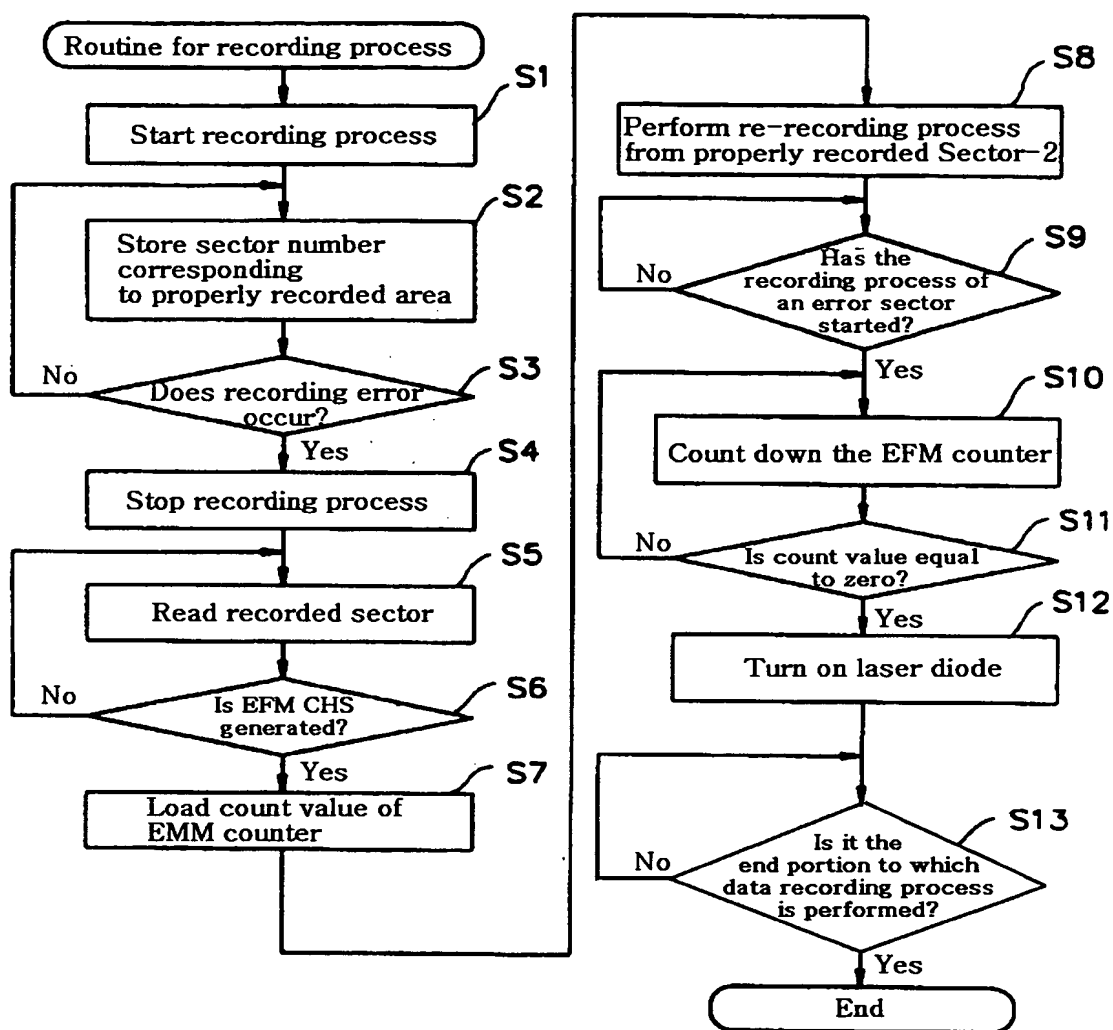 Routine for recording process
S1
Start recording process
S2
Store sector number
corresponding
to properly recorded area
No
S3
Does recording error
occur?
Yes
S4
Stop recording process
S5
Read recorded sector
No
S6
Is EFM CHS
generated?
Yes
S7
Load count value of
EMM counter
S8
Perform re-recording process
from properly recorded Sector-2
S9
No
Has the
recording process of
an error sector
started?
Yes
S10
Count down the EFM counter
S11
No
Is count value equal
to zero?
Yes
S12
Turn on laser diode
S13
No
Is it the
end portion to which
data recording process
is performed?
Yes
End